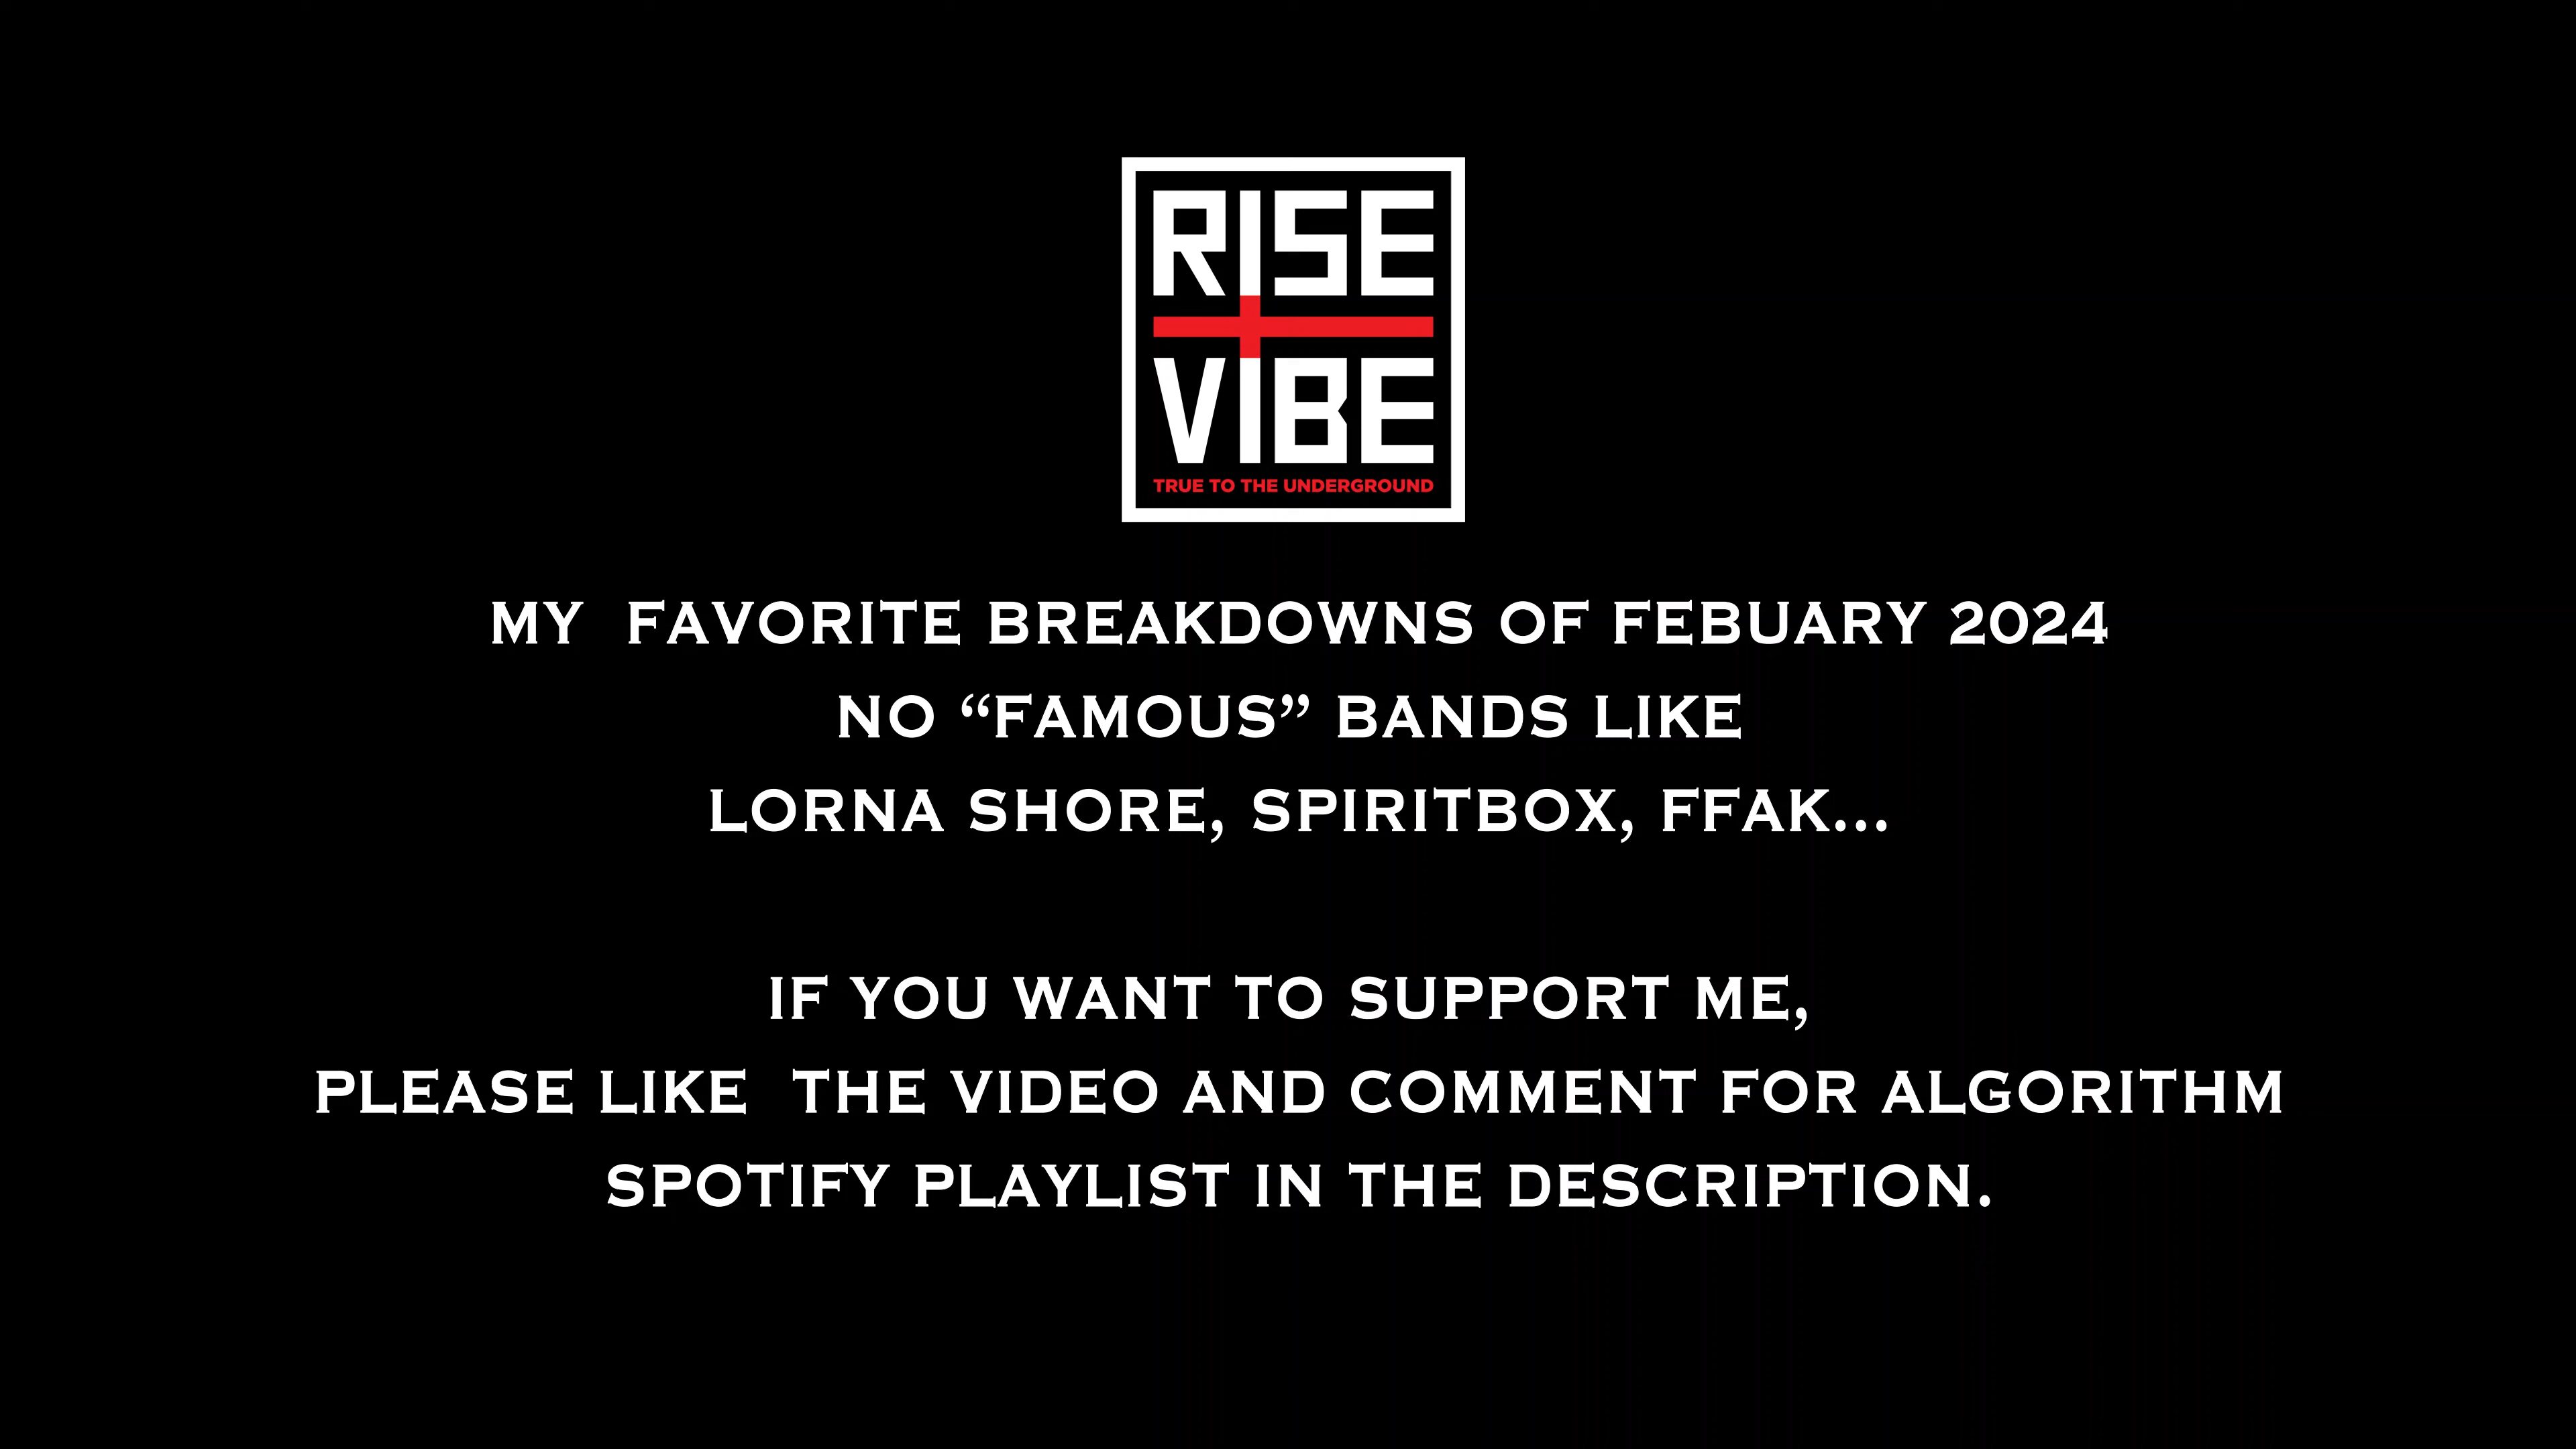 RISE
VIBE
TRUE TO THE UNDERGROUND
MY  FAVORITE BREAKDOWNS OF FEBUARY 2024
NO “FAMOUS” BANDS LIKE
LORNA SHORE, SPIRITBOX, FFAK...
IF YOU WANT TO SUPPORT ME,
PLEASE LIKE  THE VIDEO AND COMMENT FOR ALGORITHM
SPOTIFY PLAYLIST IN THE DESCRIPTION.